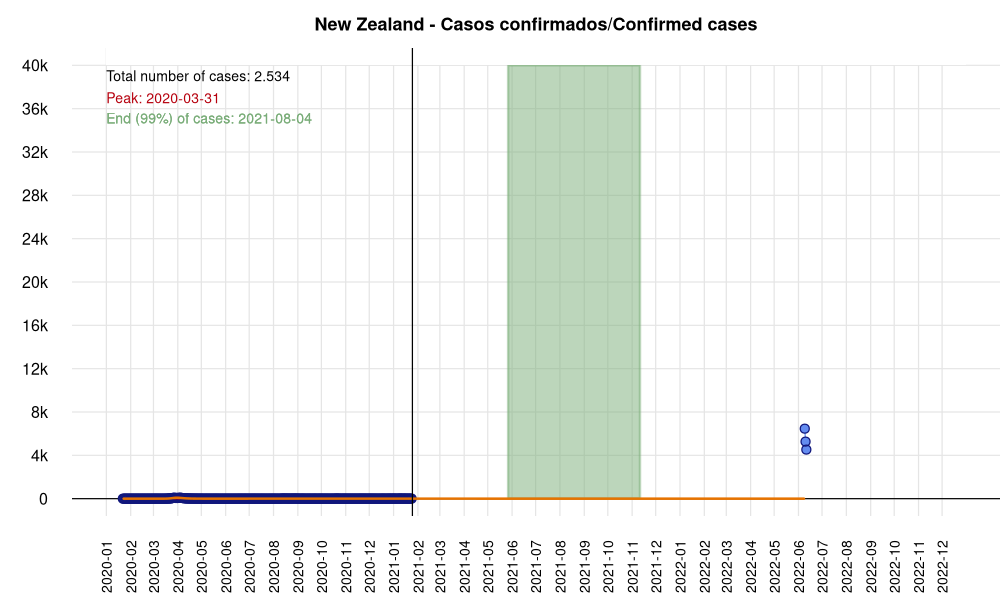 New Zealand - Casos confirmados/Confirmed cases
Total number of cases: 2.534
Peak: 2020-03-31
End (99%) of cases: 2021-08-04
40k
36k
32k
28k
24k
20k
16k
12k
8k
4k
0
2020-01
2020-02
2020-03
2020-04
2020-05
2020-06
2020-07
2020-08
2020-09
2020-10
2020-11
2020-12
2021-01
2021-02
2021-03
2021-04
2021-05
2021-06
2021-07
2021-08
2021-09
2021-10
2021-11
2021-12
2022-01
2022-02
2022-03
2022-04
2022-05
2022-06
2022-07
2022-08
2022-09
2022-10
2022-11
2022-12